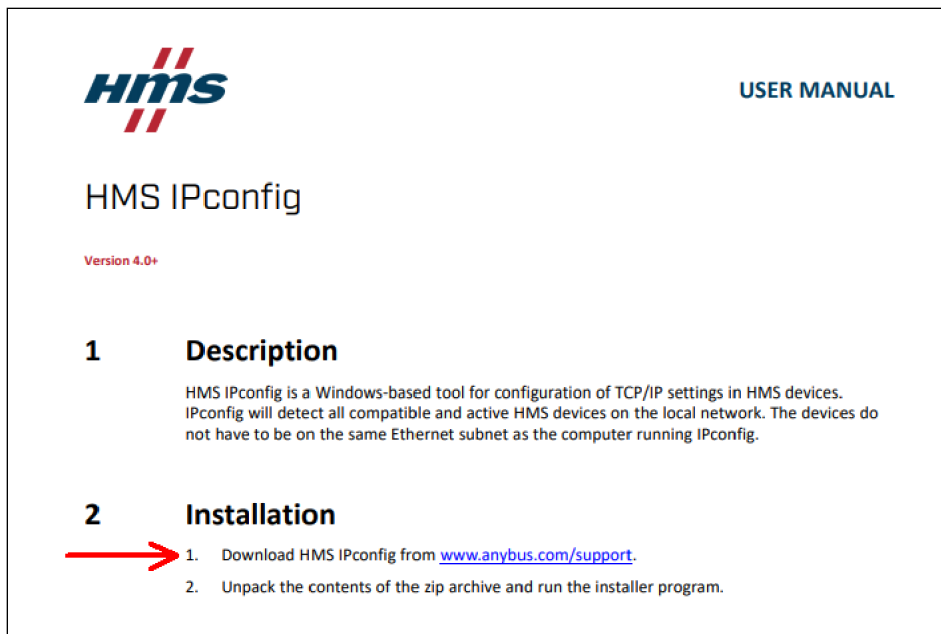 HMS
USER MANUAL
HMS IPconfig
Version 4.0+
1 Description
HMS IPconfig is a Windows-based tool for configuration of TCP/IP settings in HMS devices.
IPconfig will detect all compatible and active HMS devices on the local network. The devices do
not have to be on the same Ethernet subnet as the computer running IPconfig.
2 Installation
1. Download HMS IPconfig from www.anybus.com/support.
2. Unpack the contents of the zip archive and run the installer program.